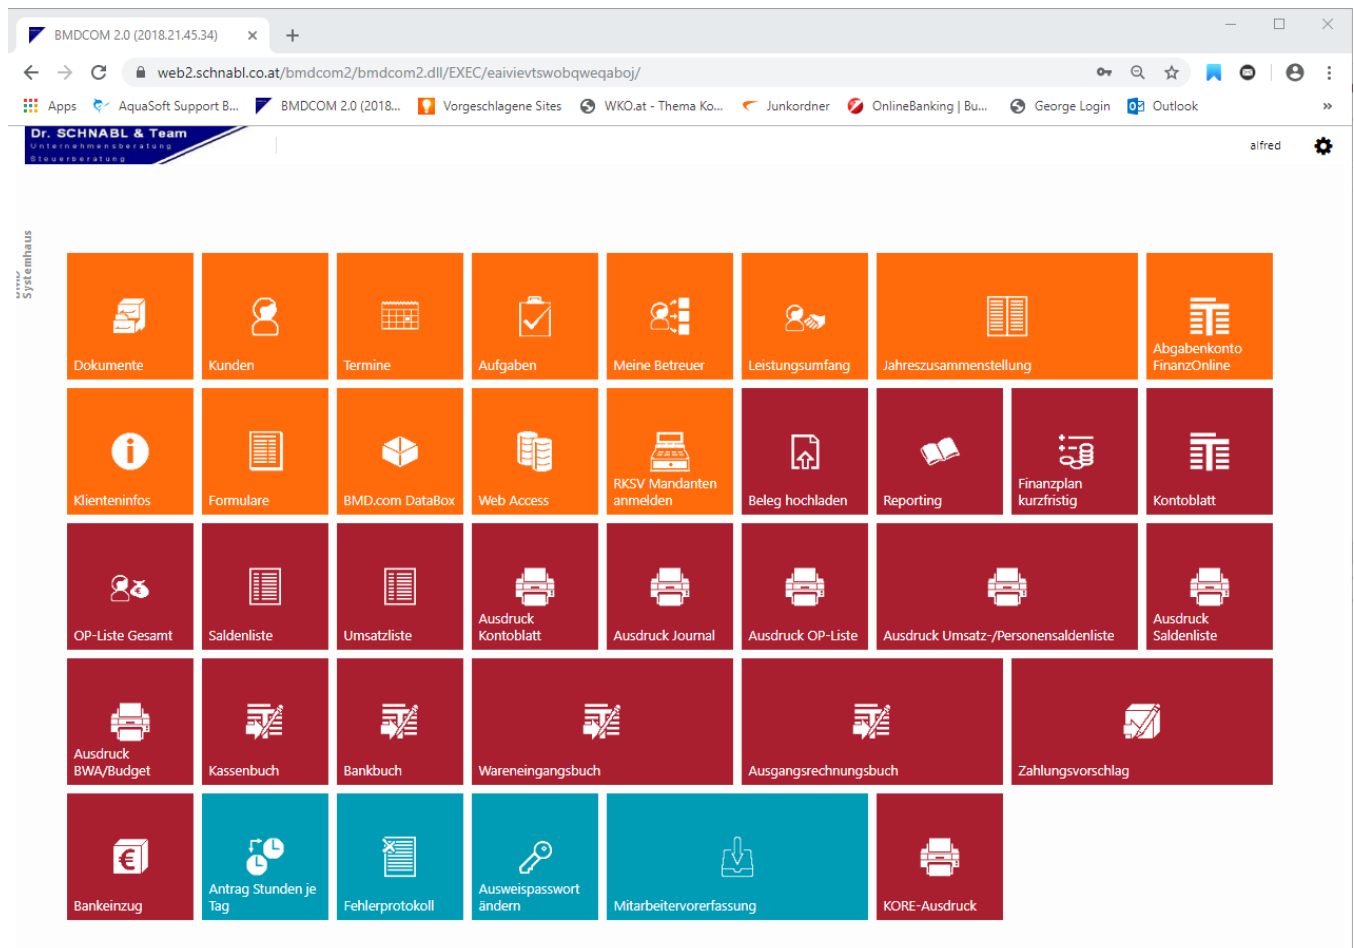 BMDCOM 2.0 (2018.21.45.34)
web2.schnabl.co.at/bmdcom2/bmdcom2.dll/EXEC/eaivievtswobqweqaboj/
Apps AquaSoft Support B... BMDCOM 2.0 (2018... Vorgeschlagene Sites WKO.at - Thema Ko... Junkordner OnlineBanking | Bu... George Login Outlook »
Dr. SCHNABL & Team
Unternehmensberatung
Steuerberatung
alfred
Systemhaus
Dokumente
Kunden
Termine
Aufgaben
Meine Betreuer
Leistungsumfang
Jahreszusammenstellung
Abgabenkonto
FinanzOnline
Klienteninfos
Formulare
BMD.com DataBox
Web Access
RKSV Mandanten
anmelden
Beleg hochladen
Reporting
Finanzplan
kurzfristig
Kontoblatt
OP-Liste Gesamt
Saldenliste
Umsatzliste
Ausdruck
Kontoblatt
Ausdruck Journal
Ausdruck OP-Liste
Ausdruck Umsatz-/Personensaldenliste
Ausdruck
Saldenliste
Ausdruck
BWA/Budget
Kassenbuch
Bankbuch
Wareneingangsbuch
Ausgangsrechnungsbuch
Zahlungsvorschlag
Bankeinzug
Antrag Stunden je
Tag
Fehlerprotokoll
Ausweispasswort
ändern
Mitarbeitervorerfassung
KORE-Ausdruck